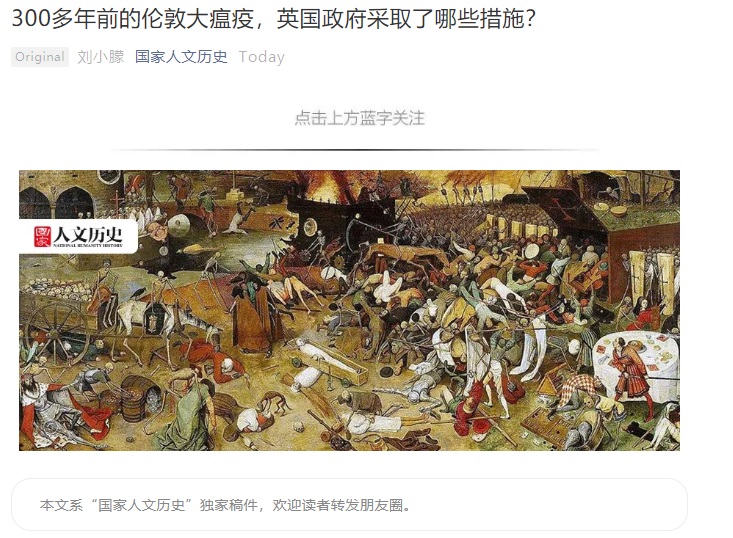 300多年前的伦敦大瘟疫，英国政府采取了哪些措施？
Original 刘小朦 国家人文历史 Today
点击上方蓝字关注
国家 人文历史
NATIONAL HUMANITY HISTORY
本文系“国家人文历史”独家稿件，欢迎读者转发朋友圈。